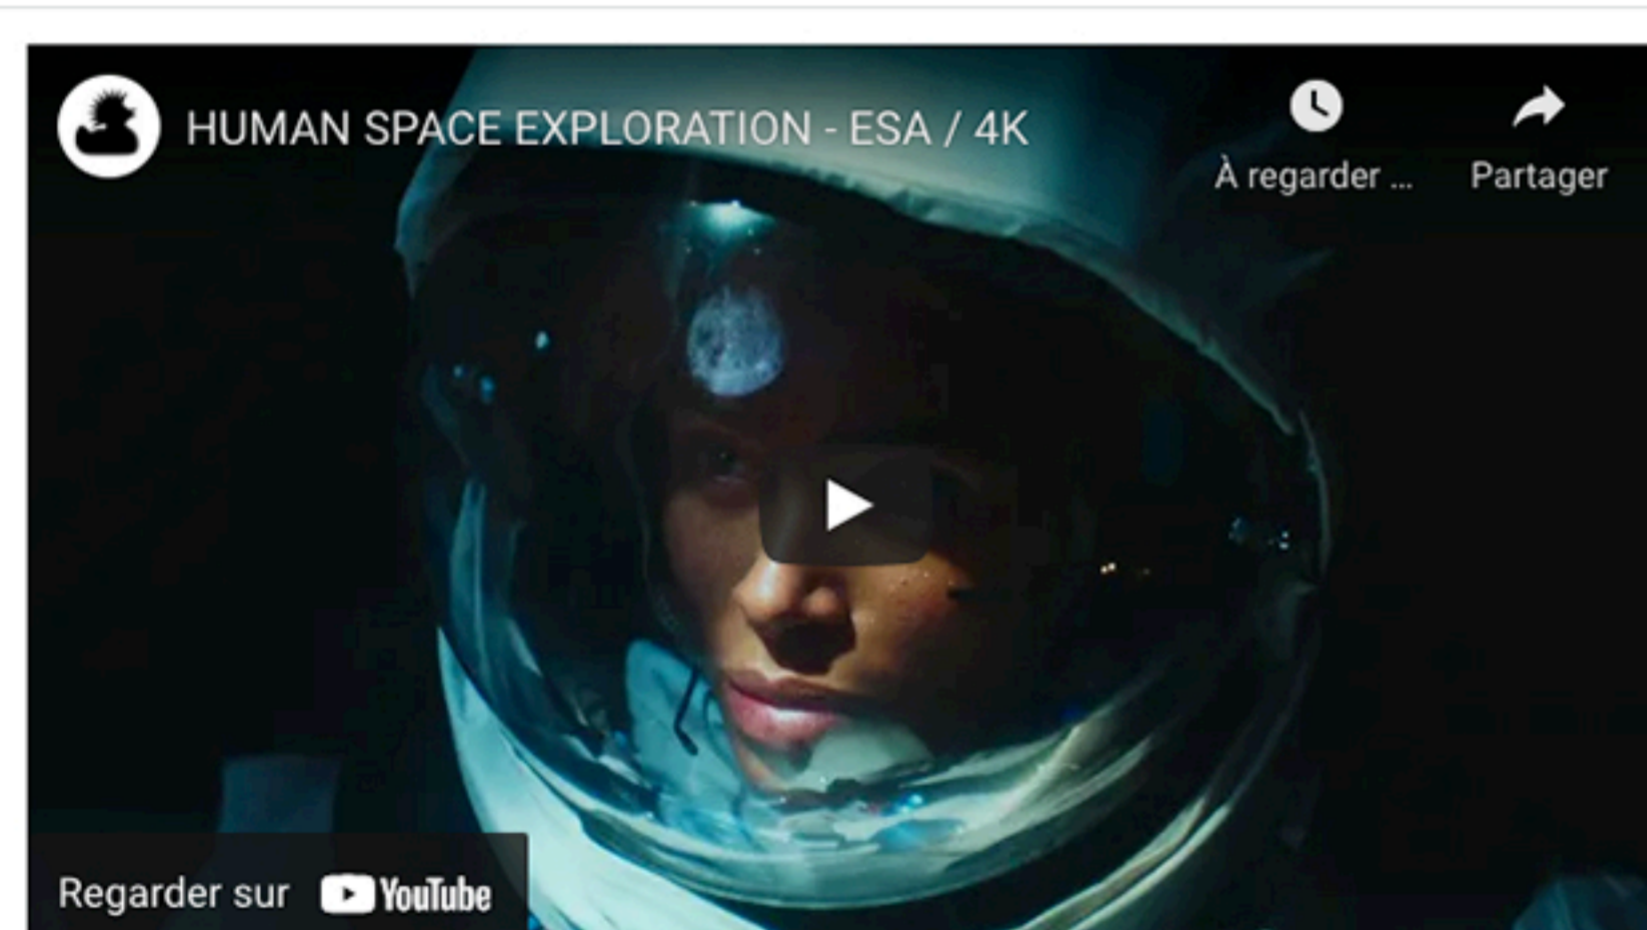 HUMAN SPACE EXPLORATION - ESA / 4K
À regarder ...
Partager
Regarder sur YouTube